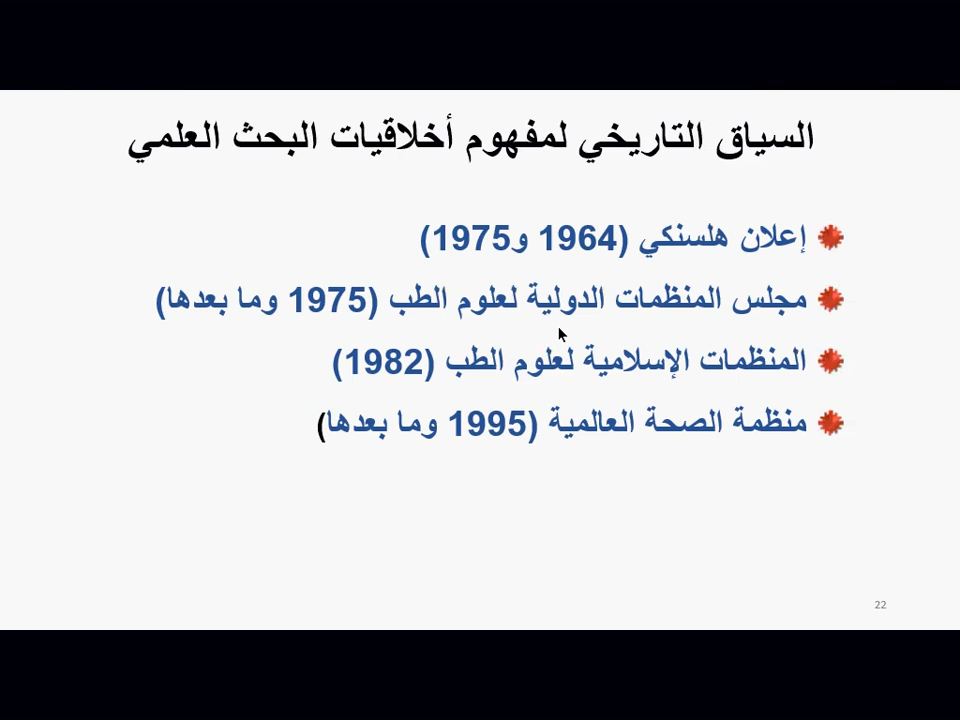 السياق التاريخي لمفهوم أخلاقيات البحث العلمي
إعلان هلسنكي (1964 و1975)
مجلس المنظمات الدولية لعلوم الطب (1975 وما بعدها)
المنظمات الإسلامية لعلوم الطب (1982)
منظمة الصحة العالمية (1995 وما بعدها)
22